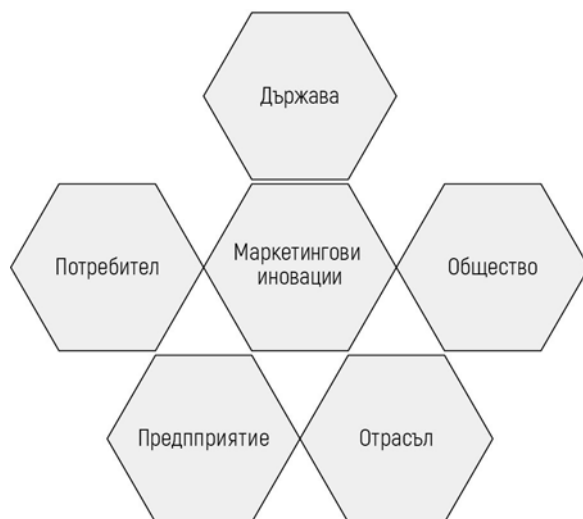 Държава
Потребител
Маркетингови
иновации
Общество
Предпприятие
Отрасъл